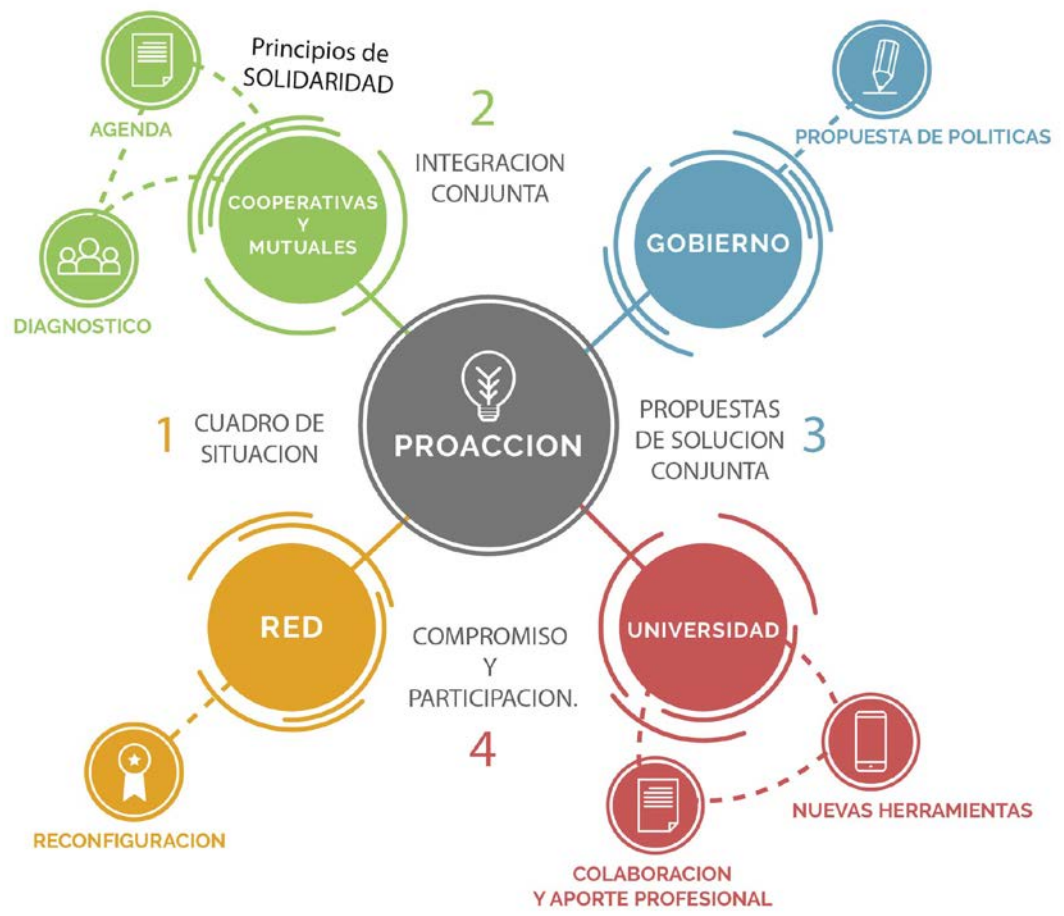 Principios de
SOLIDARIDAD
AGENDA
2
INTEGRACION
CONJUNTA
PROPUESTA DE POLITICAS
COOPERATIVAS
Y
MUTUALES
GOBIERNO
DIAGNOSTICO
PROACCION
1
CUADRO DE
SITUACION
PROPUESTAS
DE SOLUCION
CONJUNTA
3
RED
COMPROMISO
Y
PARTICIPACION.
4
UNIVERSIDAD
RECONFIGURACION
NUEVAS HERRAMIENTAS
COLABORACION
Y APORTE PROFESIONAL